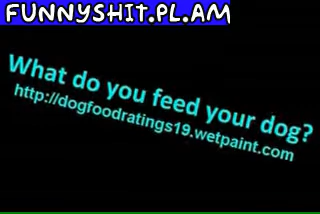 FUNNYSHIT.PL.AM
What do you feed your dog?
http://dogfoodratings19.wetpaint.com